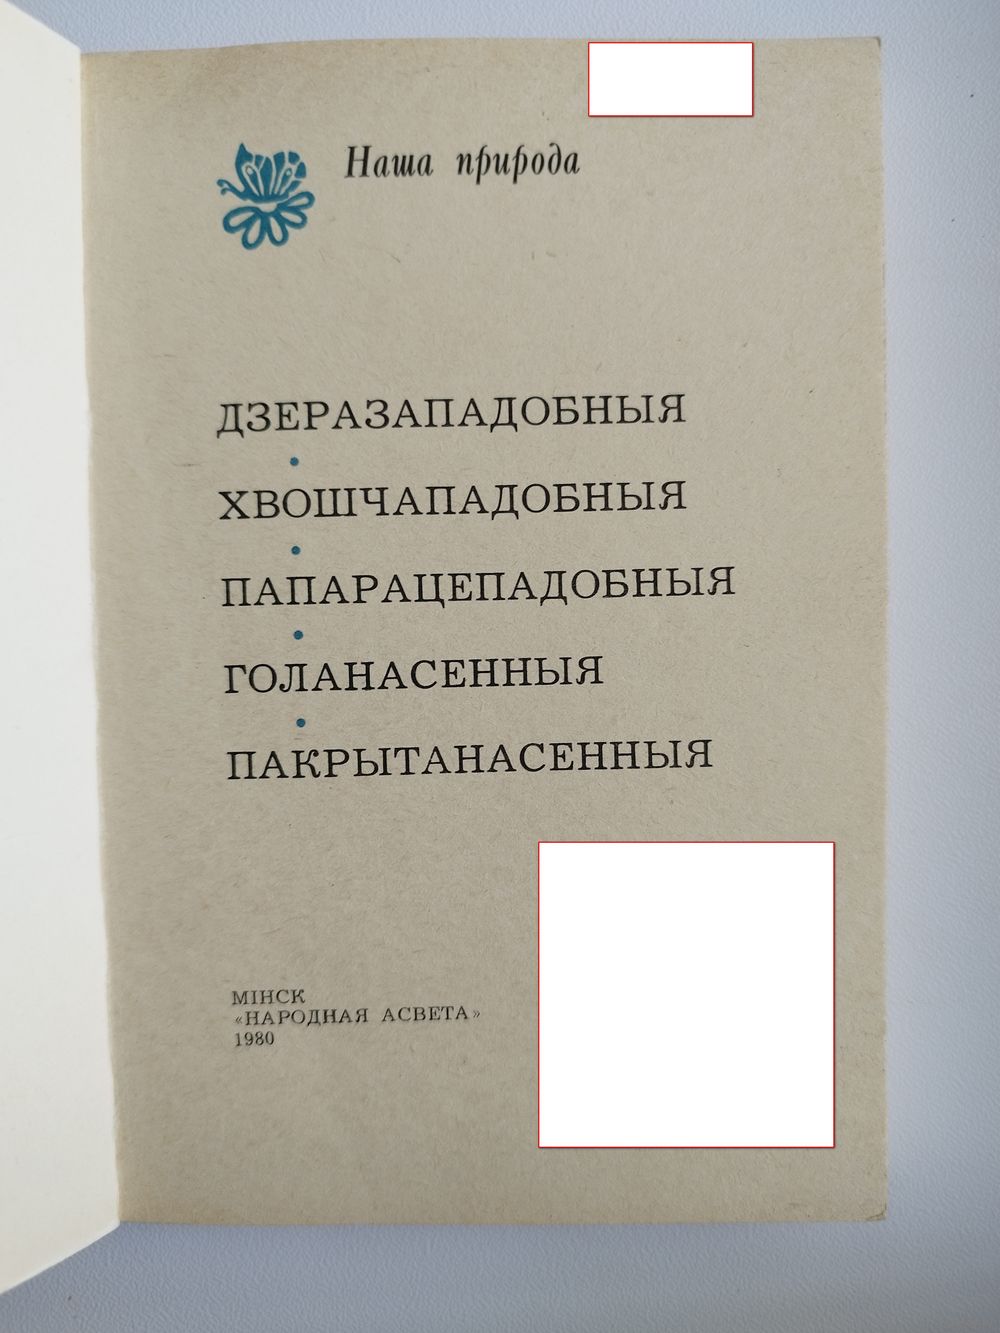 Наша природа
ДЗЕРАЗАПАДОБНЫЯ
ХВОШЧАПАДОБНЫЯ
ПАПАРАЦЕПАДОБНЫЯ
ГОЛАНАСЕННЫЯ
ПАКРЫТАНАСЕННЫЯ
МІНСК
«НАРОДНАЯ АСВЕТА»
1980